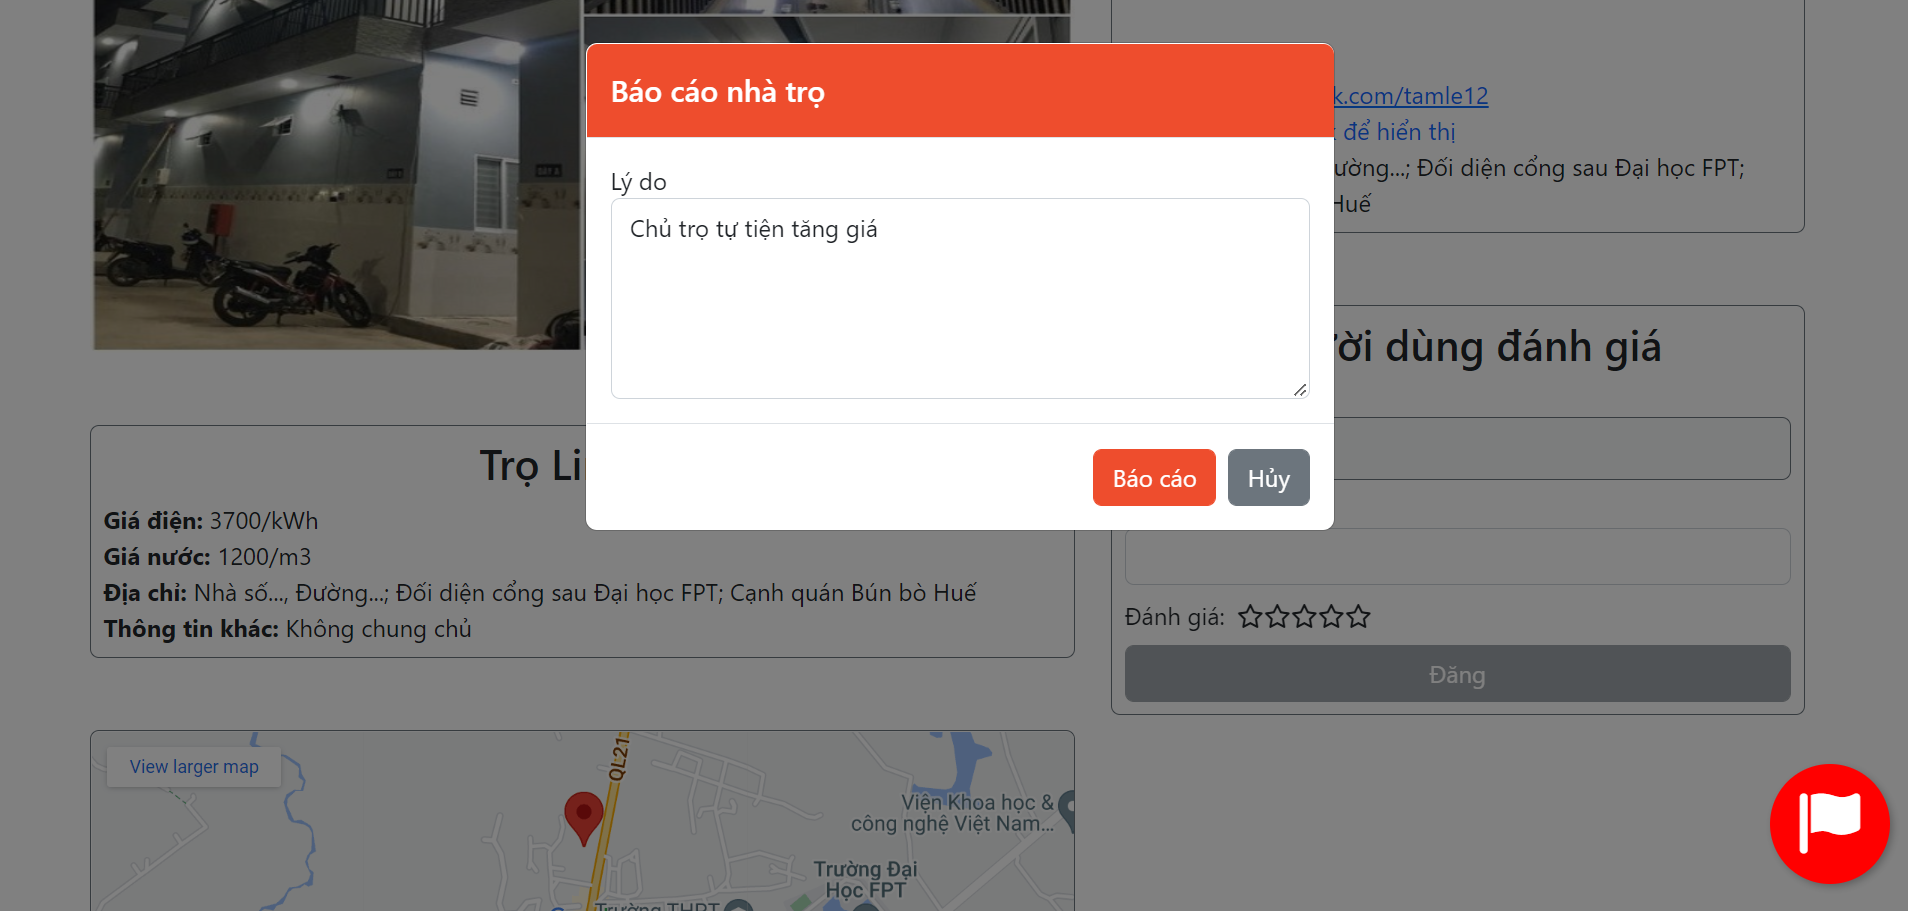 Báo cáo nhà trọ
Lý do
Chủ trọ tự tiện tăng giá
Báo cáo
Hủy
Trọ Li
Giá điện: 3700/kWh
Giá nước: 1200/m3
Địa chỉ: Nhà số..., Đường...; Đối diện cổng sau Đại học FPT; Cạnh quán Bún bò Huế
Thông tin khác: Không chung chủ
k.com/tamle12
để hiển thị
ường...; Đối diện cổng sau Đại học FPT;
Huế
ười dùng đánh giá
Đánh giá:
Đăng
View larger map
QL21
Viện Khoa học &
công nghệ Việt Nam...
Trường Đại
Học FPT
Trường THPT